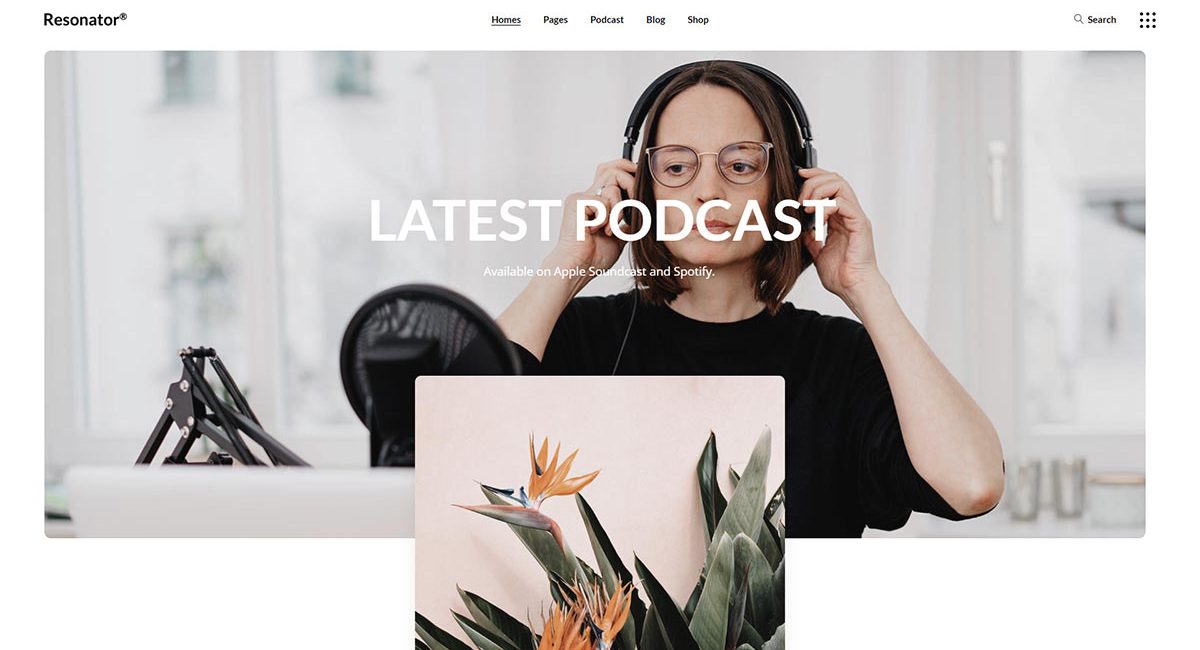 Resonator®
Homes Pages Podcast Blog Shop
Search
LATEST PODCAST
Available on Apple Soundcast and Spotify.